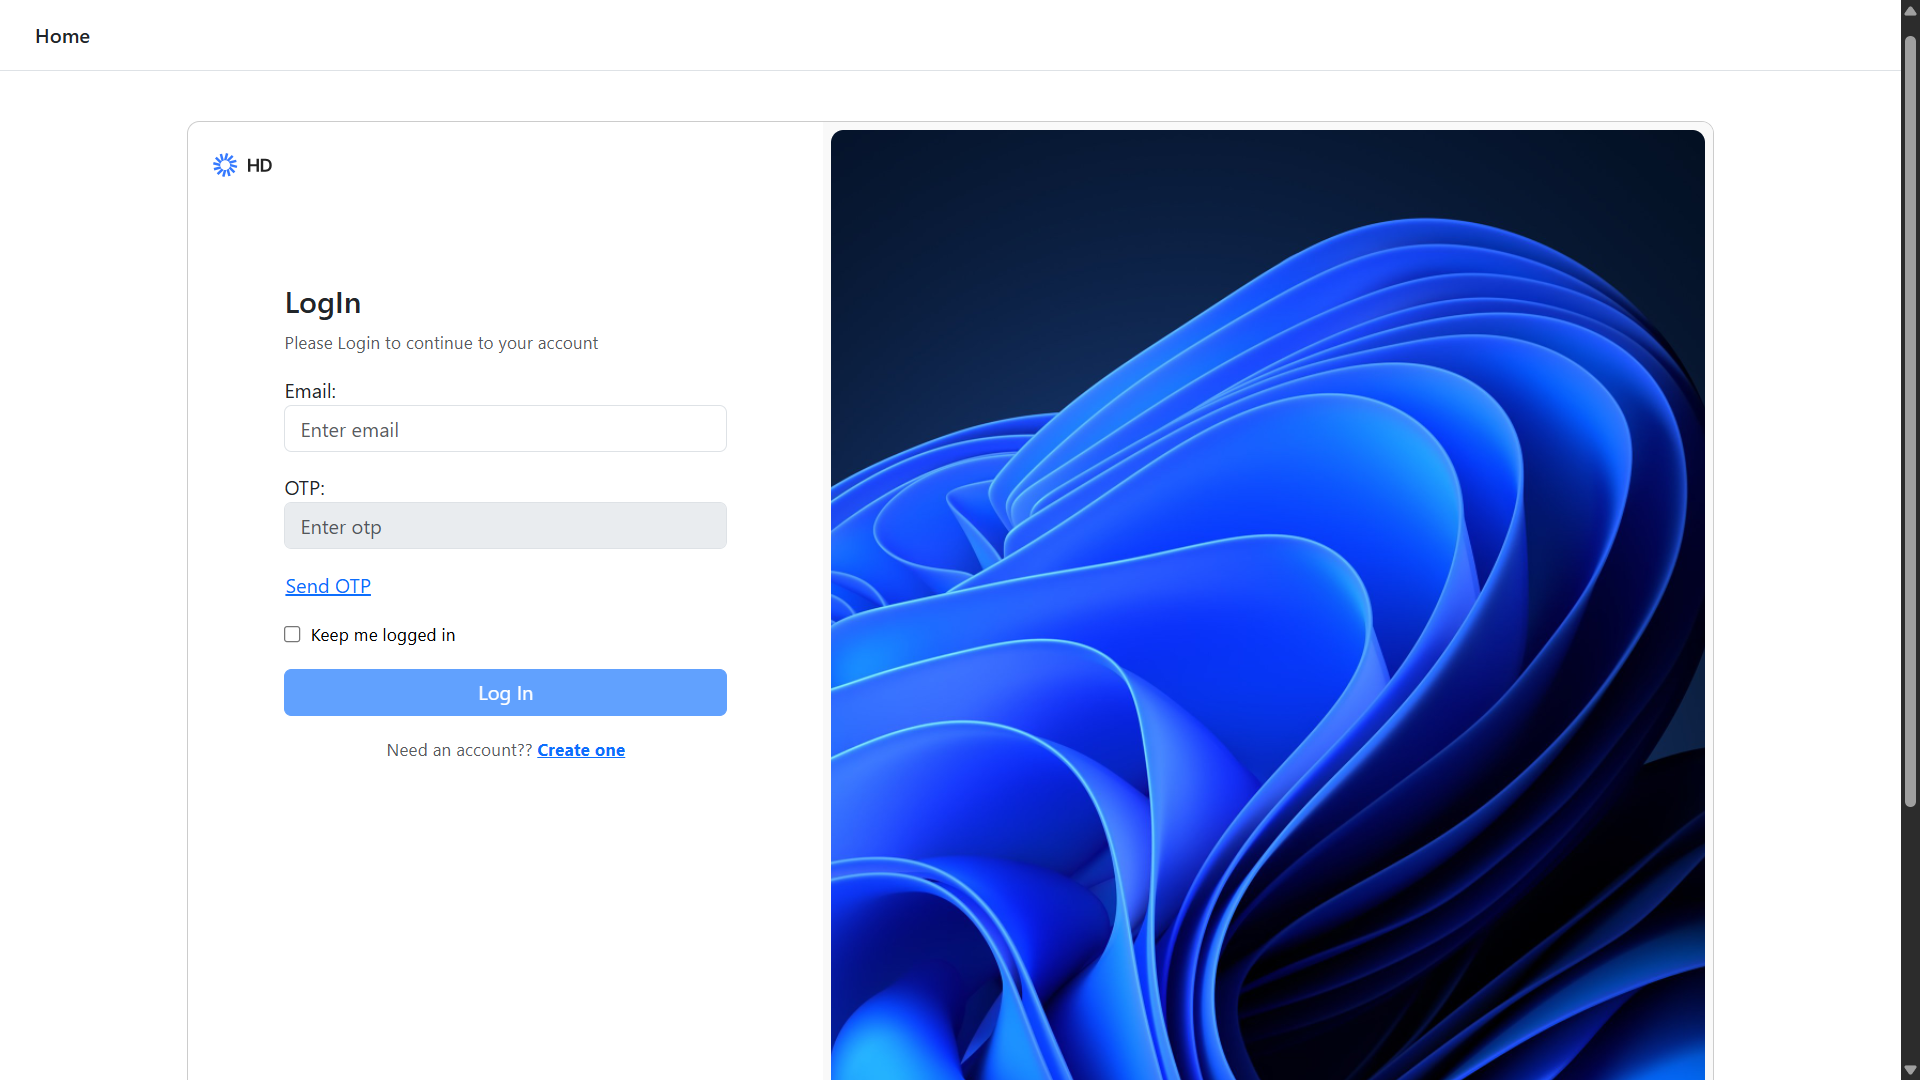 Home
HD
LogIn
Please Login to continue to your account
Email:
Enter email
OTP:
Enter otp
Send OTP
Keep me logged in
Log In
Need an account?? Create one